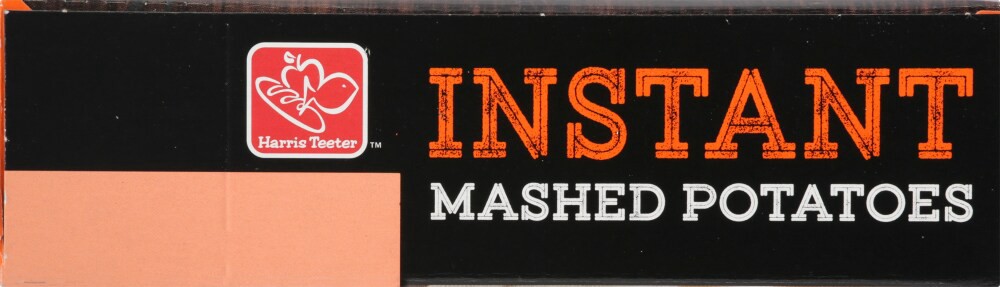 Harris Teeter
TM
INSTANT
MASHED POTATOES